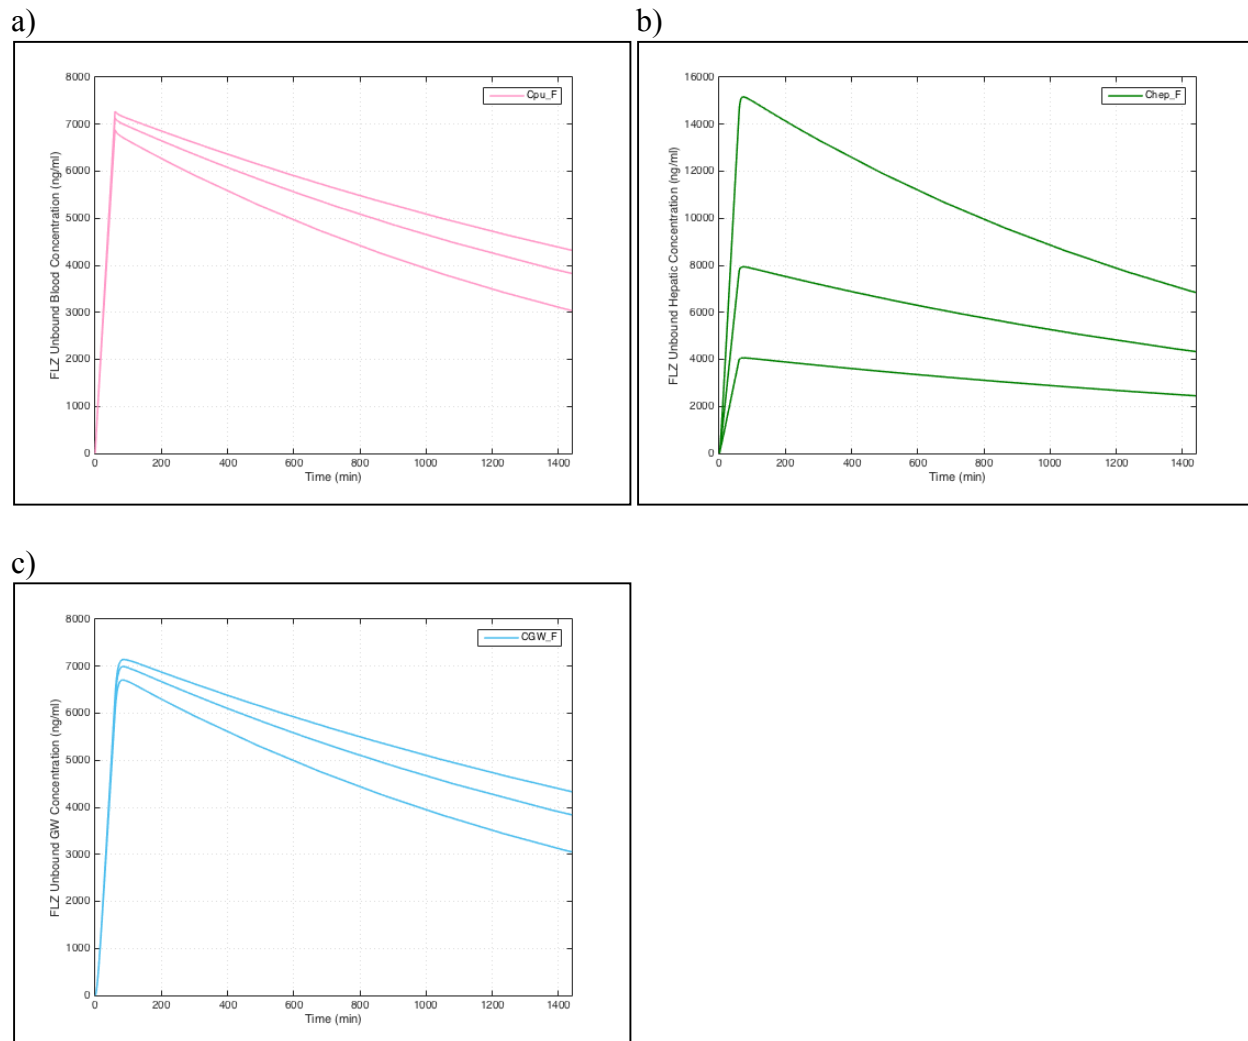 a)
8000
7000
6000
5000
4000
3000
2000
1000
0
FLZ Unbound Blood Concentration (ng/ml)
Cpu_F
0 200 400 600 800 1000 1200 1400
Time (min)
b)
16000
14000
12000
10000
8000
6000
4000
2000
0
FLZ Unbound Hepatic Concentration (ng/ml)
Chep_F
0 200 400 600 800 1000 1200 1400
Time (min)
c)
8000
7000
6000
5000
4000
3000
2000
1000
0
FLZ Unbound GW Concentration (ng/ml)
CGW_F
0 200 400 600 800 1000 1200 1400
Time (min)